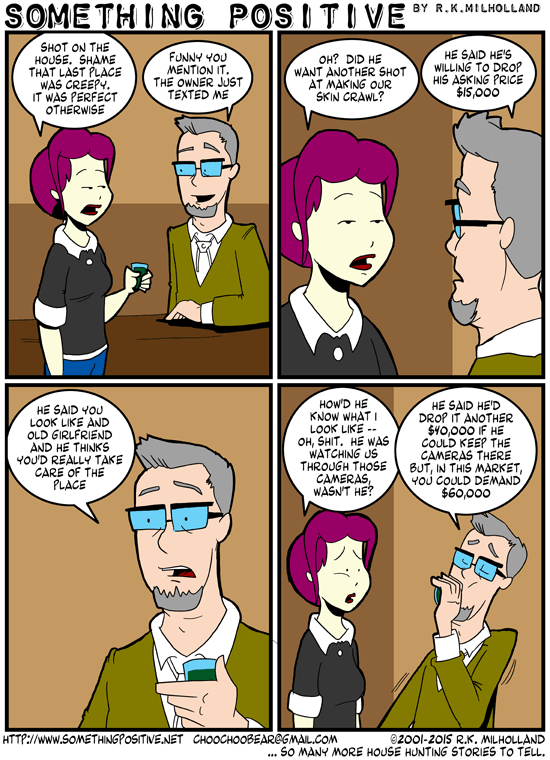 SOMETHING POSITIVE BY R.K.MILHOLLAND
SHOT ON THE
HOUSE. SHAME
THAT LAST PLACE
WAS CREEPY.
IT WAS PERFECT
OTHERWISE
FUNNY YOU
MENTION IT.
THE OWNER JUST
TEXTED ME
OH? DID HE
WANT ANOTHER SHOT
AT MAKING OUR
SKIN CRAWL?
HE SAID HE'S
WILLING TO DROP
HIS ASKING PRICE
$15,000
HE SAID YOU
LOOK LIKE AND
OLD GIRLFRIEND
AND HE THINKS
YOU'D REALLY TAKE
CARE OF THE
PLACE
HOW'D HE
KNOW WHAT I
LOOK LIKE --
OH, SHIT. HE WAS
WATCHING US
THROUGH THOSE
CAMERAS,
WASN'T HE?
HE SAID HE'D
DROP IT ANOTHER
$40,000 IF HE
COULD KEEP THE
CAMERAS THERE
BUT, IN THIS MARKET,
YOU COULD DEMAND
$60,000
HTTP://WWW.SOMETHINGPOSITIVE.NET CHOOCHOOBEAR@GMAIL.COM ©2001-2015 R.K. MILHOLLAND
... SO MANY MORE HOUSE HUNTING STORIES TO TELL.